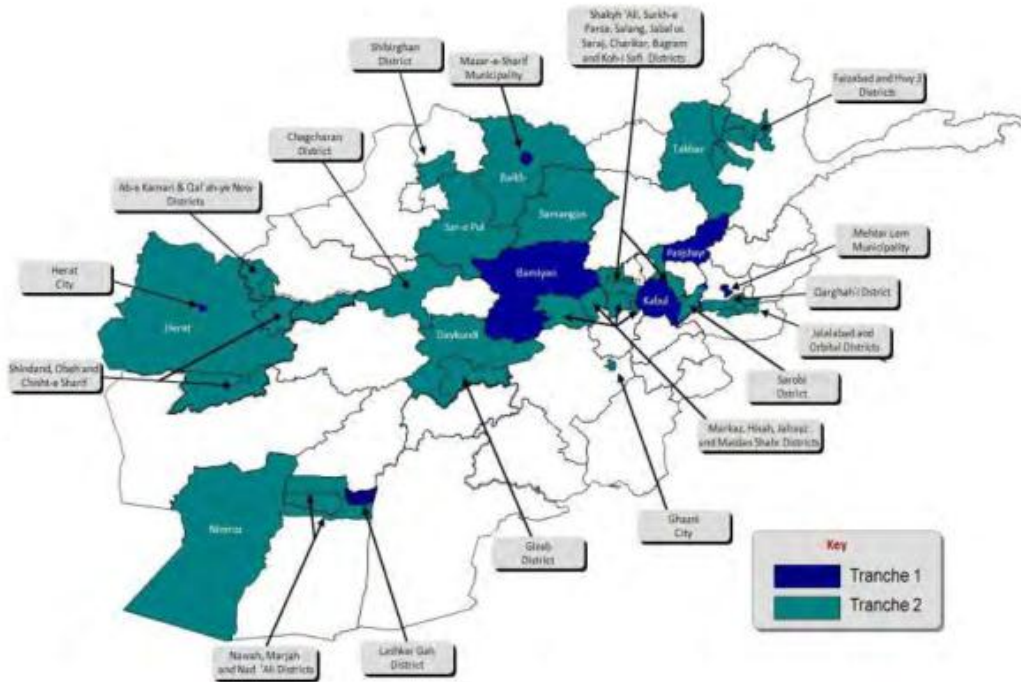 Shibirghan
District
Mazar-e-Sharif
Municipality
Shakyh 'Ali, Surkh-e
Parsa, Salang, Jabal us
Saraj, Charikar, Bagram
and Koh-i Safi Districts
Faizabad and Hwy 3
Districts
Chagcharan
District
Ab-e Kamari & Qal'ah-ye Now
Districts
Herat
City
Shindand, Obeh and
Chisht-e Sharif
Mehtar Lam
Municipality
Qarghah'i District
Jalalabad and
Orbital Districts
Sarobi
District
Markaz, Hisah, Jalrayz
and Maidan Shahr Districts
Ghazni
City
Gizab
District
Lashkar Gah
District
Nawah, Marjah
and Nad 'Ali Districts
Takhar
Balkh
Samangan
Sar-e Pul
Panjshayr
Bamiyan
Kabul
Herat
Daykundi
Nimroz
Key
Tranche 1
Tranche 2